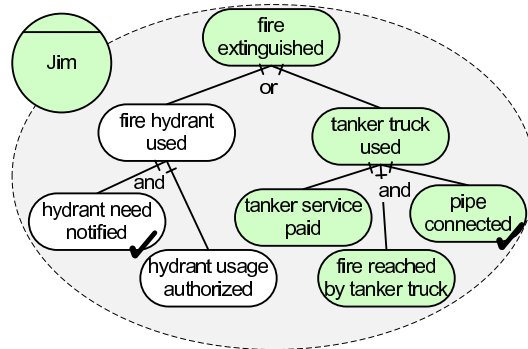 fire
extinguished
Jim
or
fire hydrant
used
tanker truck
used
and
and
hydrant need
notified
tanker service
paid
pipe
connected
hydrant usage
authorized
fire reached
by tanker truck